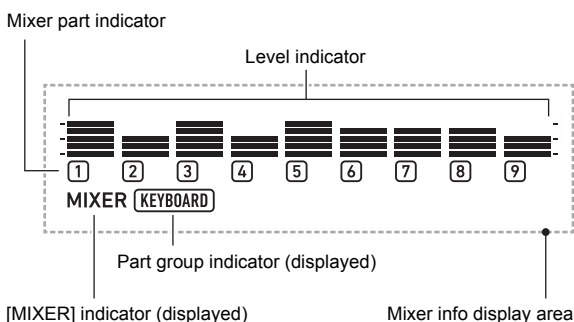 Mixer part indicator
Level indicator
1 2 3 4 5 6 7 8 9
MIXER KEYBOARD
Part group indicator (displayed)
[MIXER] indicator (displayed)
Mixer info display area